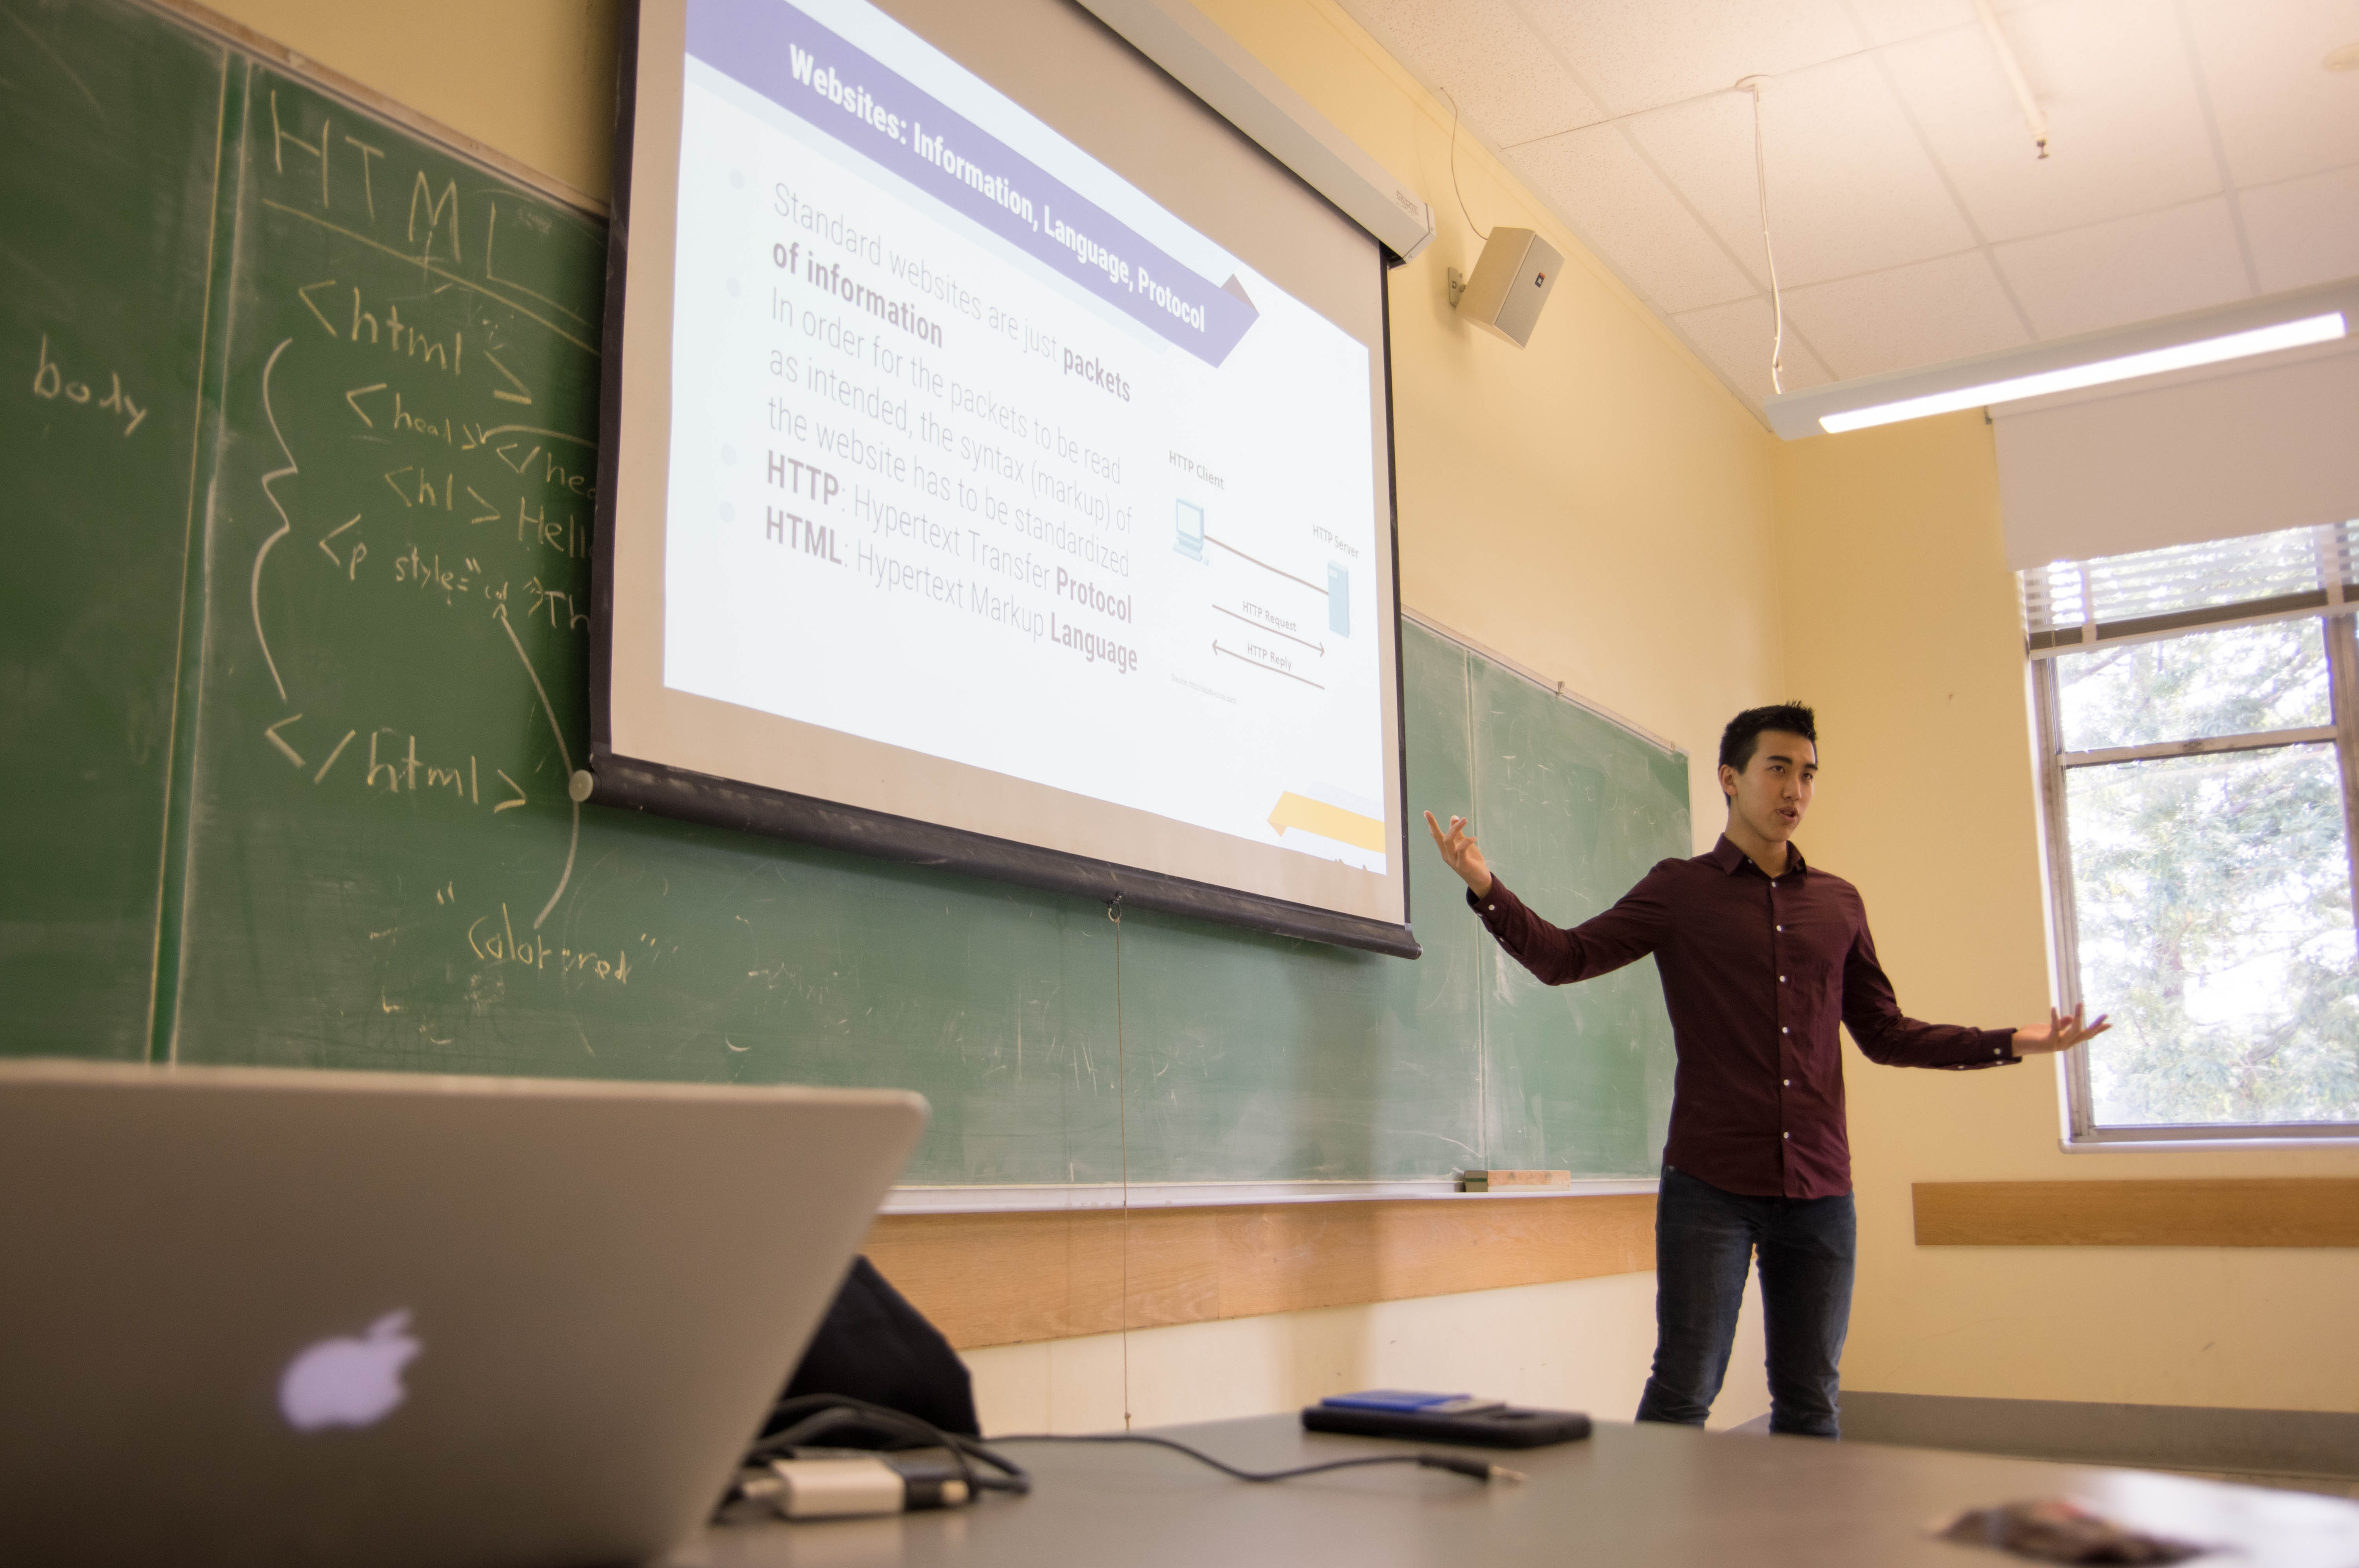 HTML
body
<html>
<head></hea
<h1> Hell
<p style="col">Th
</html>
"color:red"
Websites: Information, Language, Protocol
Standard websites are just packets
of information
In order for the packets to be read
as intended, the syntax (markup) of
the website has to be standardized
HTTP: Hypertext Transfer Protocol
HTML: Hypertext Markup Language
HTTP Client
HTTP Server
HTTP Request
HTTP Reply